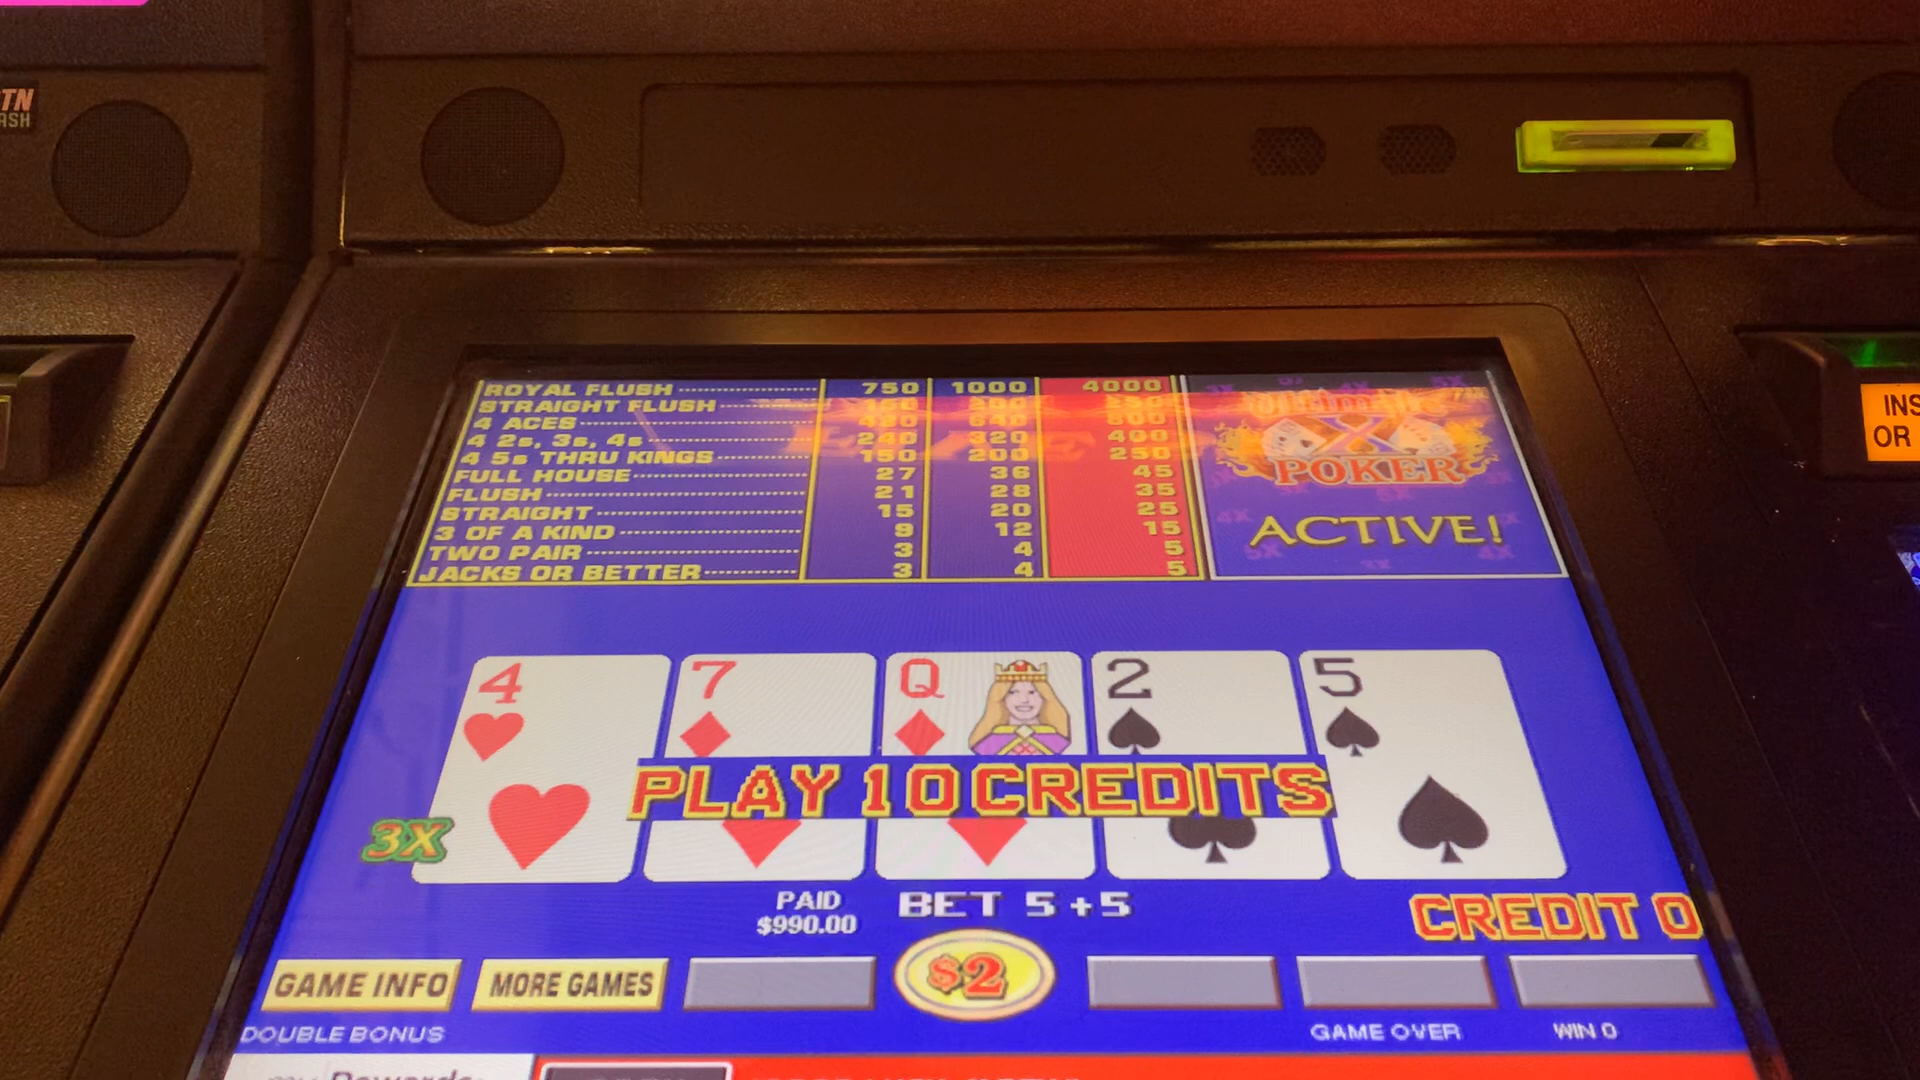 TN
ASH
ROYAL FLUSH 750 1000 4000
STRAIGHT FLUSH
4 ACES
4 2s, 3s, 4s 240 320 400
4 5s THRU KINGS 150 200 250
FULL HOUSE 27 36 45
FLUSH 21 28 35
STRAIGHT 15 20 25
3 OF A KIND 9 12 15
TWO PAIR 3 4 5
JACKS OR BETTER 3 4 5
X
POKER
ACTIVE!
INS
OR
4
7
Q
2
5
PLAY 10 CREDITS
3X
PAID
$990.00
BET 5+5
CREDIT 0
GAME INFO
MORE GAMES
$2
DOUBLE BONUS
GAME OVER
WIN 0